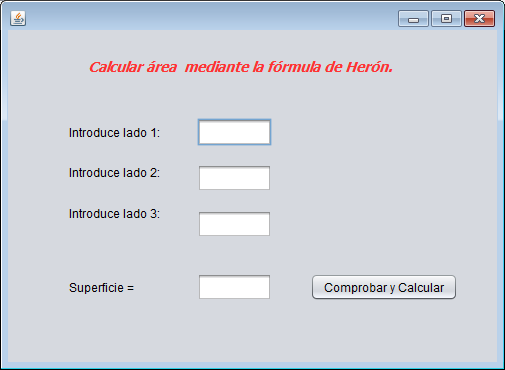 Calcular área  mediante la fórmula de Herón.
Introduce lado 1:
Introduce lado 2:
Introduce lado 3:
Superficie =
Comprobar y Calcular